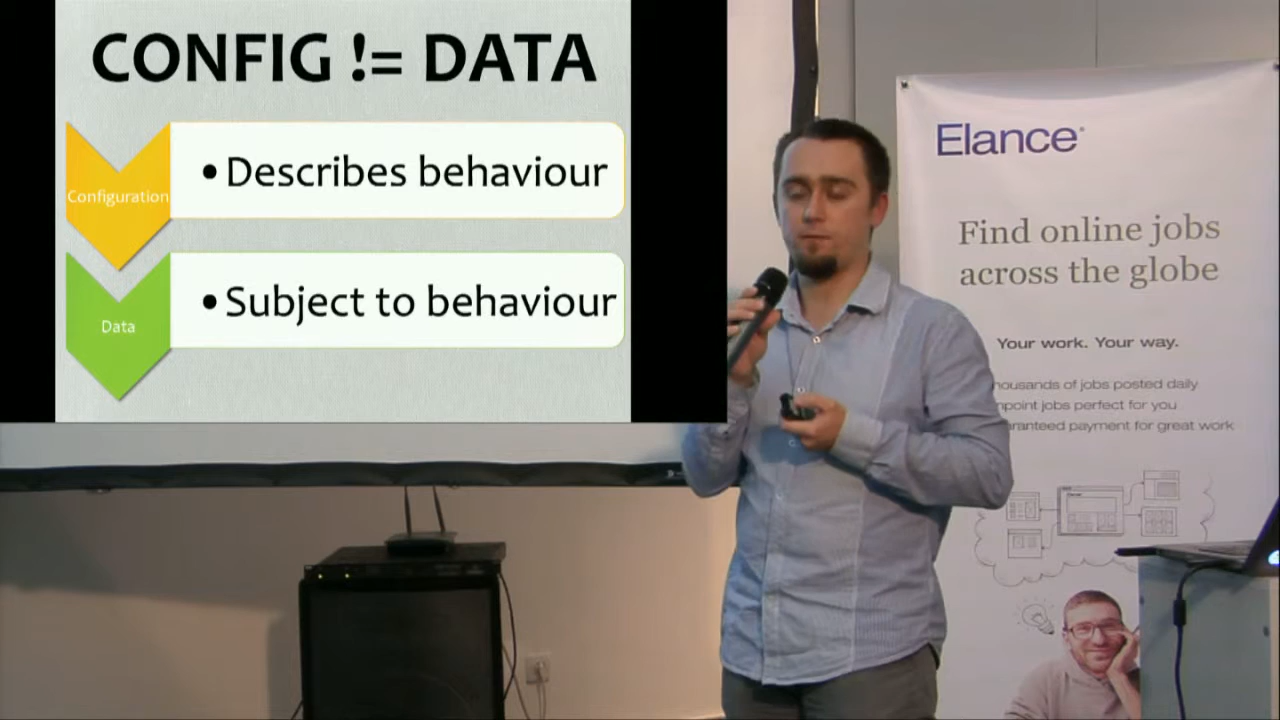 CONFIG != DATA
Configuration
• Describes behaviour
Data
• Subject to behaviour
Elance
Find online jobs
across the globe
Your work. Your way.
housands of jobs posted daily
npoint jobs perfect for you
aranteed payment for great work